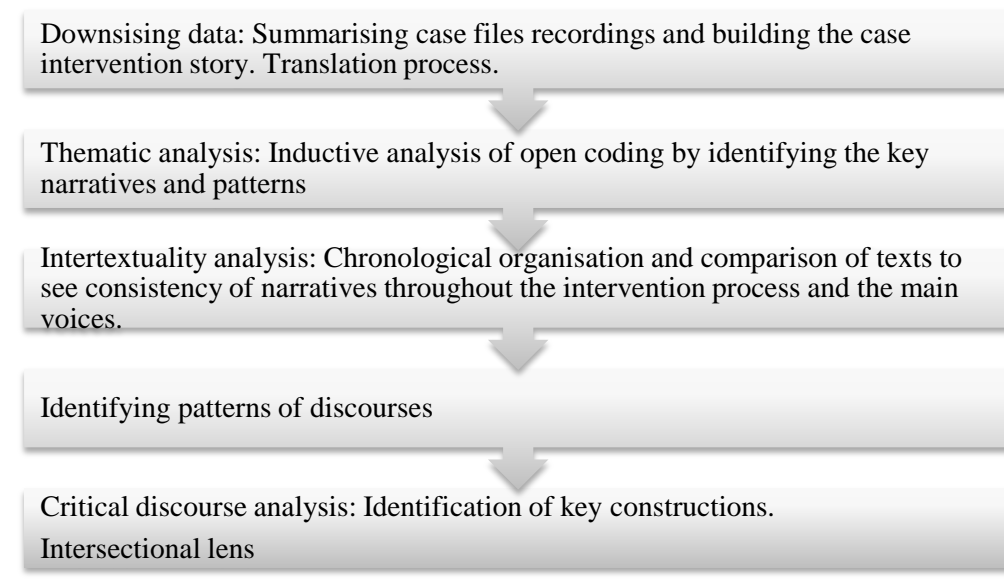 Downsising data: Summarising case files recordings and building the case
intervention story. Translation process.
Thematic analysis: Inductive analysis of open coding by identifying the key
narratives and patterns
Intertextuality analysis: Chronological organisation and comparison of texts to
see consistency of narratives throughout the intervention process and the main
voices.
Identifying patterns of discourses
Critical discourse analysis: Identification of key constructions.
Intersectional lens